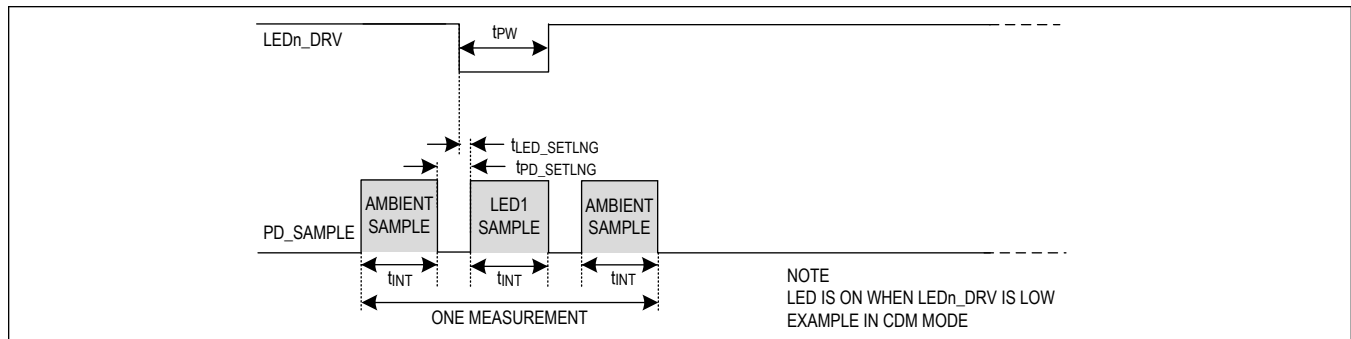 LEDn_DRV
tPW
tLED_SETLNG
tPD_SETLNG
AMBIENT
SAMPLE
LED1
SAMPLE
AMBIENT
SAMPLE
PD_SAMPLE
tINT
tINT
tINT
ONE MEASUREMENT
NOTE
LED IS ON WHEN LEDn_DRV IS LOW
EXAMPLE IN CDM MODE